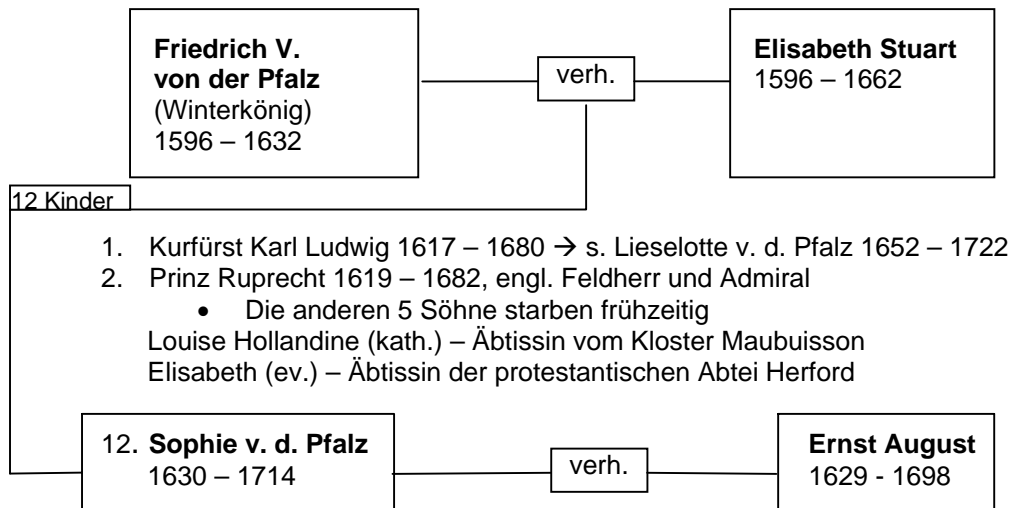 Friedrich V.
von der Pfalz
(Winterkönig)
1596 – 1632
verh.
Elisabeth Stuart
1596 – 1662
12 Kinder
1. Kurfürst Karl Ludwig 1617 – 1680 → s. Lieselotte v. d. Pfalz 1652 – 1722
2. Prinz Ruprecht 1619 – 1682, engl. Feldherr und Admiral
• Die anderen 5 Söhne starben frühzeitig
Louise Hollandine (kath.) – Äbtissin vom Kloster Maubuisson
Elisabeth (ev.) – Äbtissin der protestantischen Abtei Herford
12. Sophie v. d. Pfalz
1630 – 1714
verh.
Ernst August
1629 - 1698